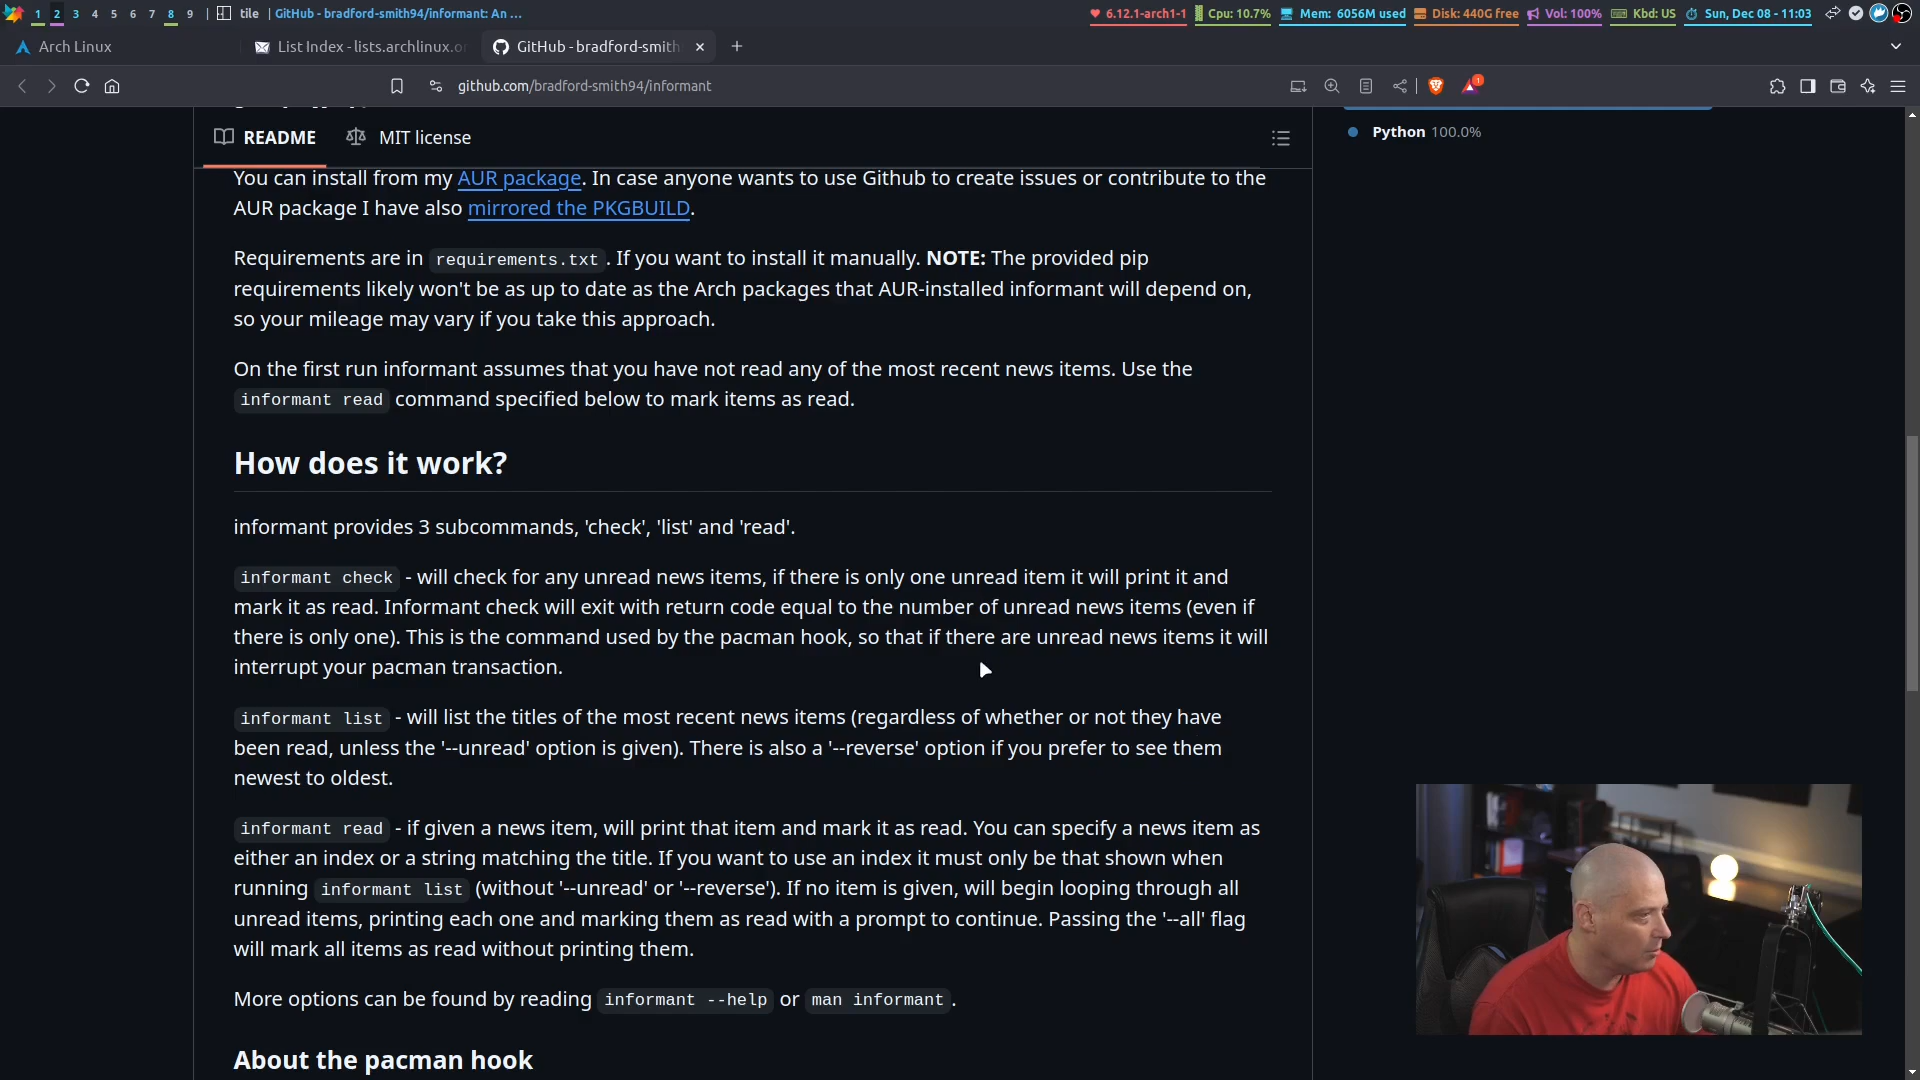 1 2 3 4 5 6 7 8 9 | tile | GitHub - bradford-smith94/informant: An ...
6.12.1-arch1-1 Cpu: 10.7% Mem: 6056M used Disk: 440G free Vol: 100% Kbd: US Sun, Dec 08 - 11:03
Arch Linux
List Index - lists.archlinux.or
GitHub - bradford-smith
github.com/bradford-smith94/informant
1
README
MIT license
Python 100.0%
You can install from my AUR package. In case anyone wants to use Github to create issues or contribute to the
AUR package I have also mirrored the PKGBUILD.
Requirements are in requirements.txt. If you want to install it manually. NOTE: The provided pip
requirements likely won't be as up to date as the Arch packages that AUR-installed informant will depend on,
so your mileage may vary if you take this approach.
On the first run informant assumes that you have not read any of the most recent news items. Use the
informant read command specified below to mark items as read.
How does it work?
informant provides 3 subcommands, 'check', 'list' and 'read'.
informant check - will check for any unread news items, if there is only one unread item it will print it and
mark it as read. Informant check will exit with return code equal to the number of unread news items (even if
there is only one). This is the command used by the pacman hook, so that if there are unread news items it will
interrupt your pacman transaction.
informant list - will list the titles of the most recent news items (regardless of whether or not they have
been read, unless the '--unread' option is given). There is also a '--reverse' option if you prefer to see them
newest to oldest.
informant read - if given a news item, will print that item and mark it as read. You can specify a news item as
either an index or a string matching the title. If you want to use an index it must only be that shown when
running informant list (without '--unread' or '--reverse'). If no item is given, will begin looping through all
unread items, printing each one and marking them as read with a prompt to continue. Passing the '--all' flag
will mark all items as read without printing them.
More options can be found by reading informant --help or man informant.
About the pacman hook